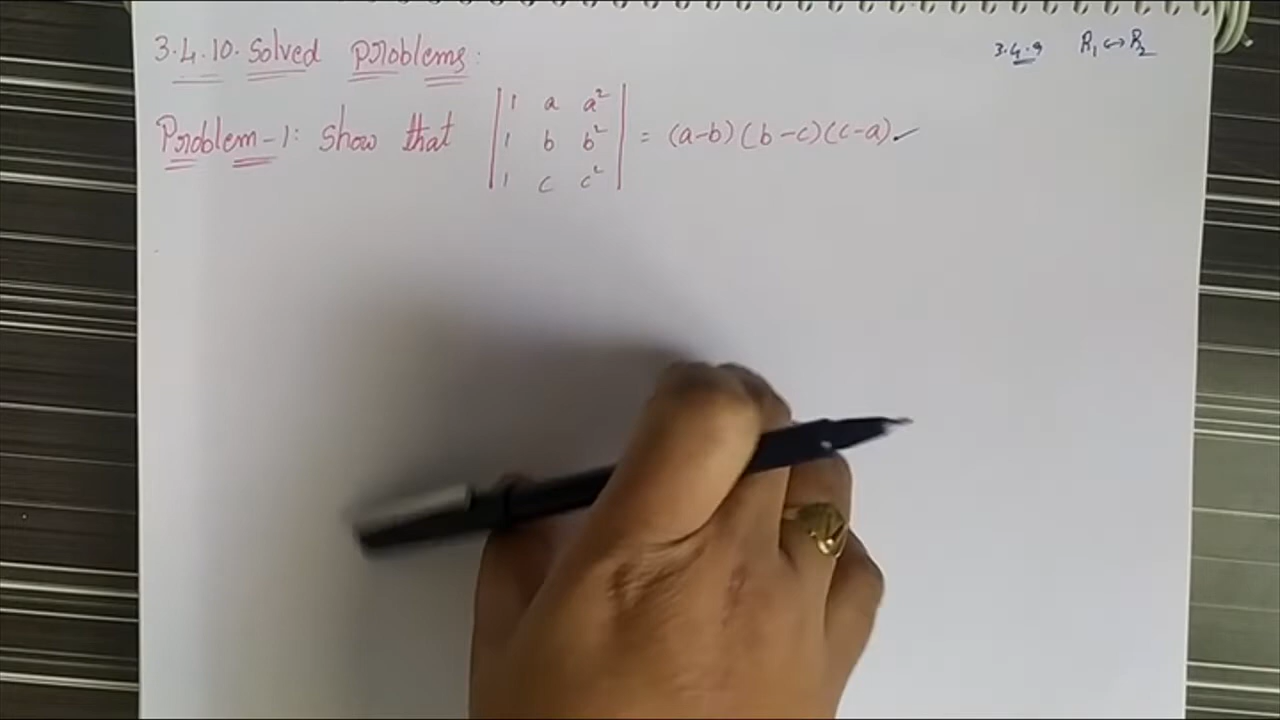 3.4.10. Solved Problems:
3.4.9 R₁↔R₂
Problem-1: Show that | 1 a a² | = (a-b)(b-c)(c-a)✓
| 1 b b² |
| 1 c c² |